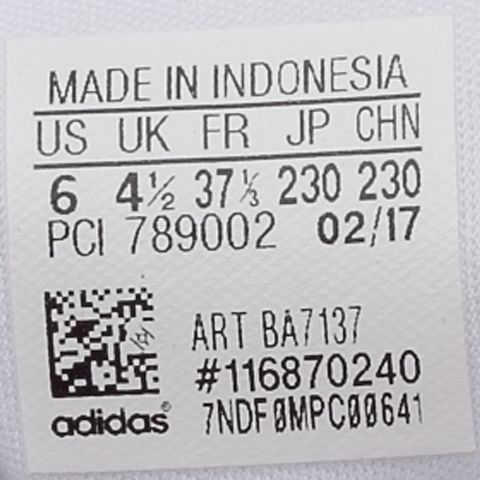 MADE IN INDONESIA
US UK FR JP CHN
6 4½ 37⅓ 230 230
PCI 789002 02/17
ART BA7137
#116870240
adidas® 7NDF0MPC00641